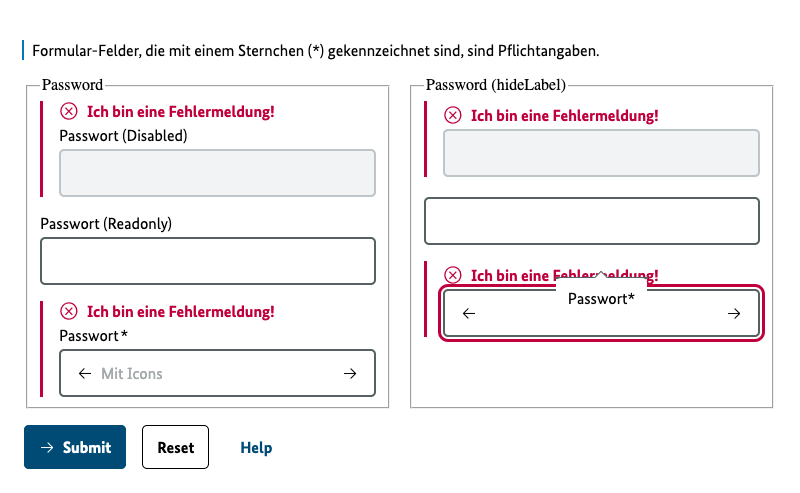 Formular-Felder, die mit einem Sternchen (*) gekennzeichnet sind, sind Pflichtangaben.
Password
Ich bin eine Fehlermeldung!
Passwort (Disabled)
Passwort (Readonly)
Ich bin eine Fehlermeldung!
Passwort*
Mit Icons
Password (hideLabel)
Ich bin eine Fehlermeldung!
Ich bin eine Fehlermeldung!
Passwort*
Submit
Reset
Help